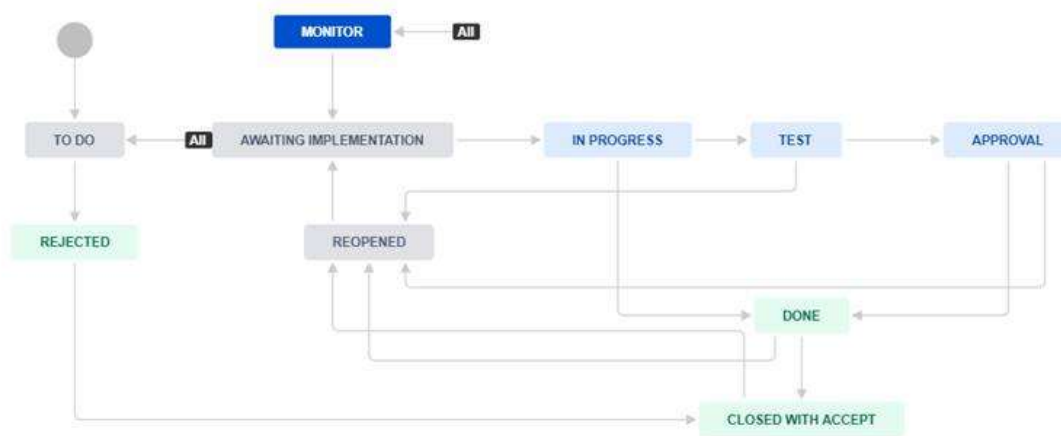 MONITOR
All
TO DO
All
AWAITING IMPLEMENTATION
IN PROGRESS
TEST
APPROVAL
REJECTED
REOPENED
DONE
CLOSED WITH ACCEPT